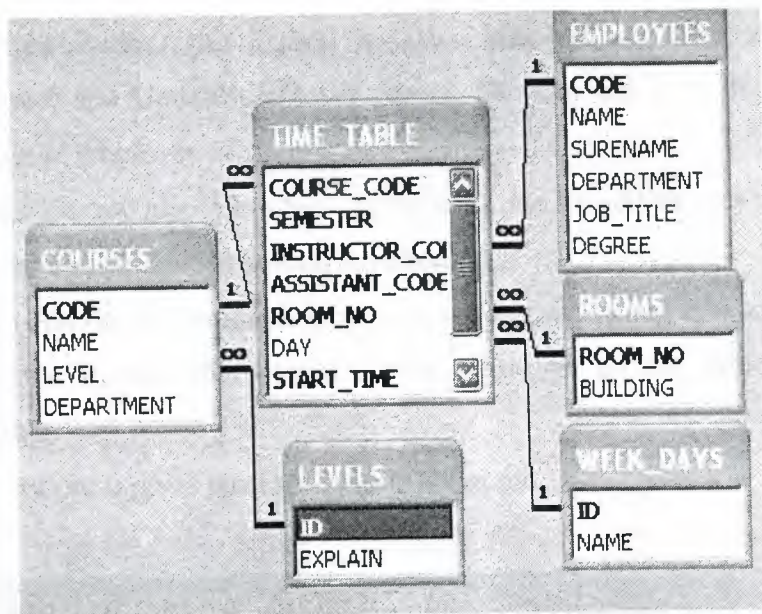 EMPLOYEES
1
CODE
NAME
SURENAME
DEPARTMENT
JOB_TITLE
DEGREE
TIME_TABLE
∞
COURSE_CODE
SEMESTER
INSTRUCTOR_COI
ASSISTANT_CODE
ROOM_NO
DAY
START_TIME
∞
∞
∞
COURSES
1
CODE
NAME
LEVEL
DEPARTMENT
∞
ROOMS
1
ROOM_NO
BUILDING
LEVELS
1
ID
EXPLAIN
WEEK_DAYS
1
ID
NAME